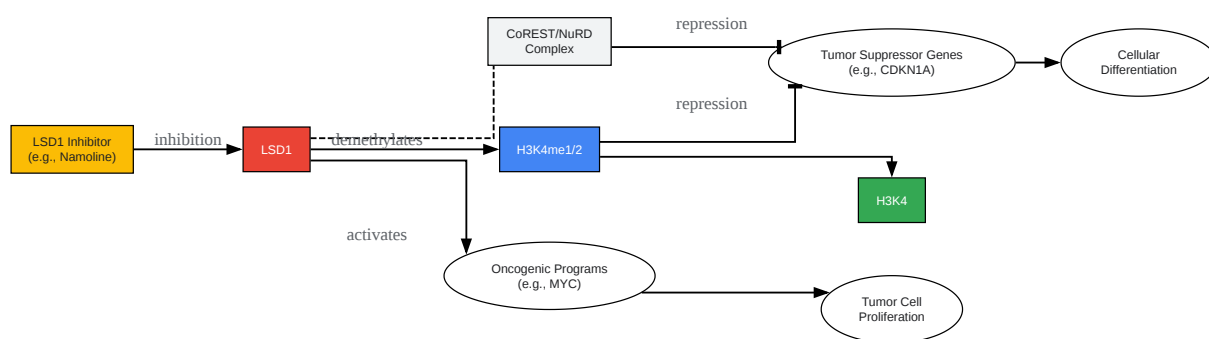 CoREST/NuRD
Complex
repression
Tumor Suppressor Genes
(e.g., CDKN1A)
Cellular
Differentiation
repression
LSD1 Inhibitor
(e.g., Namoline)
inhibition
LSD1
demethylates
H3K4me1/2
H3K4
activates
Oncogenic Programs
(e.g., MYC)
Tumor Cell
Proliferation